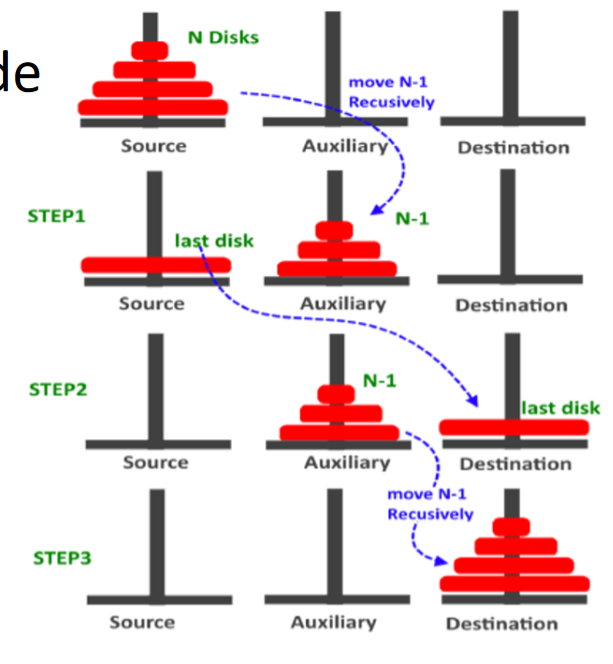 de
N Disks
move N-1
Recusively
Source
Auxiliary
Destination
STEP1
last disk
N-1
Source
Auxiliary
Destination
STEP2
N-1
last disk
Source
Auxiliary
Destination
move N-1
Recusively
STEP3
Source
Auxiliary
Destination